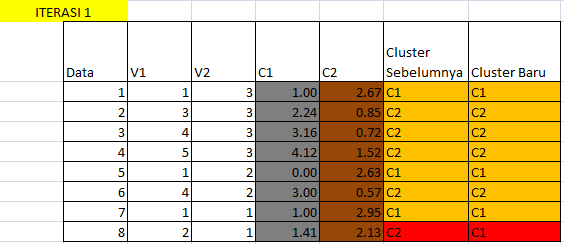 ITERASI 1
Data V1 V2 C1 C2 Cluster Sebelumnya Cluster Baru
1 1 3 1.00 2.67 C1 C1
2 3 3 2.24 0.85 C2 C2
3 4 3 3.16 0.72 C2 C2
4 5 3 4.12 1.52 C2 C2
5 1 2 0.00 2.63 C1 C1
6 4 2 3.00 0.57 C2 C2
7 1 1 1.00 2.95 C1 C1
8 2 1 1.41 2.13 C2 C1